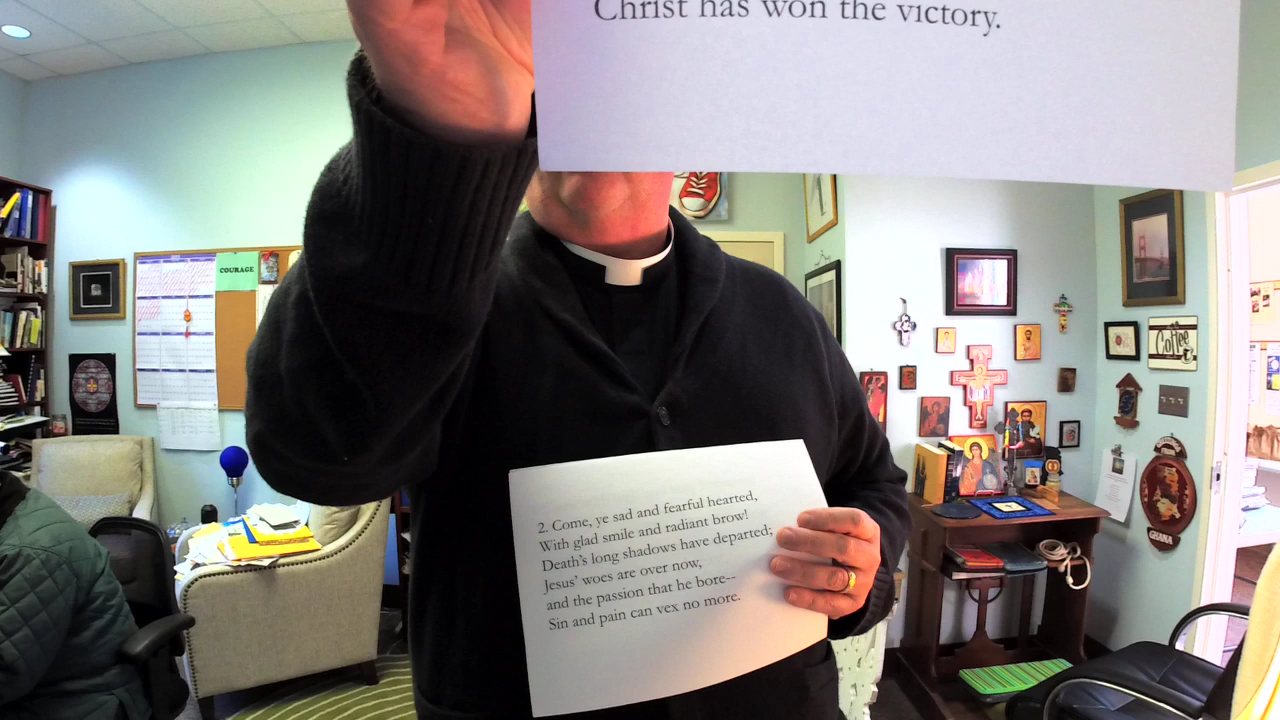 Christ has won the victory.
COURAGE
Coffee
2. Come, ye sad and fearful hearted,
With glad smile and radiant brow!
Death's long shadows have departed;
Jesus' woes are over now,
and the passion that he bore--
Sin and pain can vex no more.
GHANA